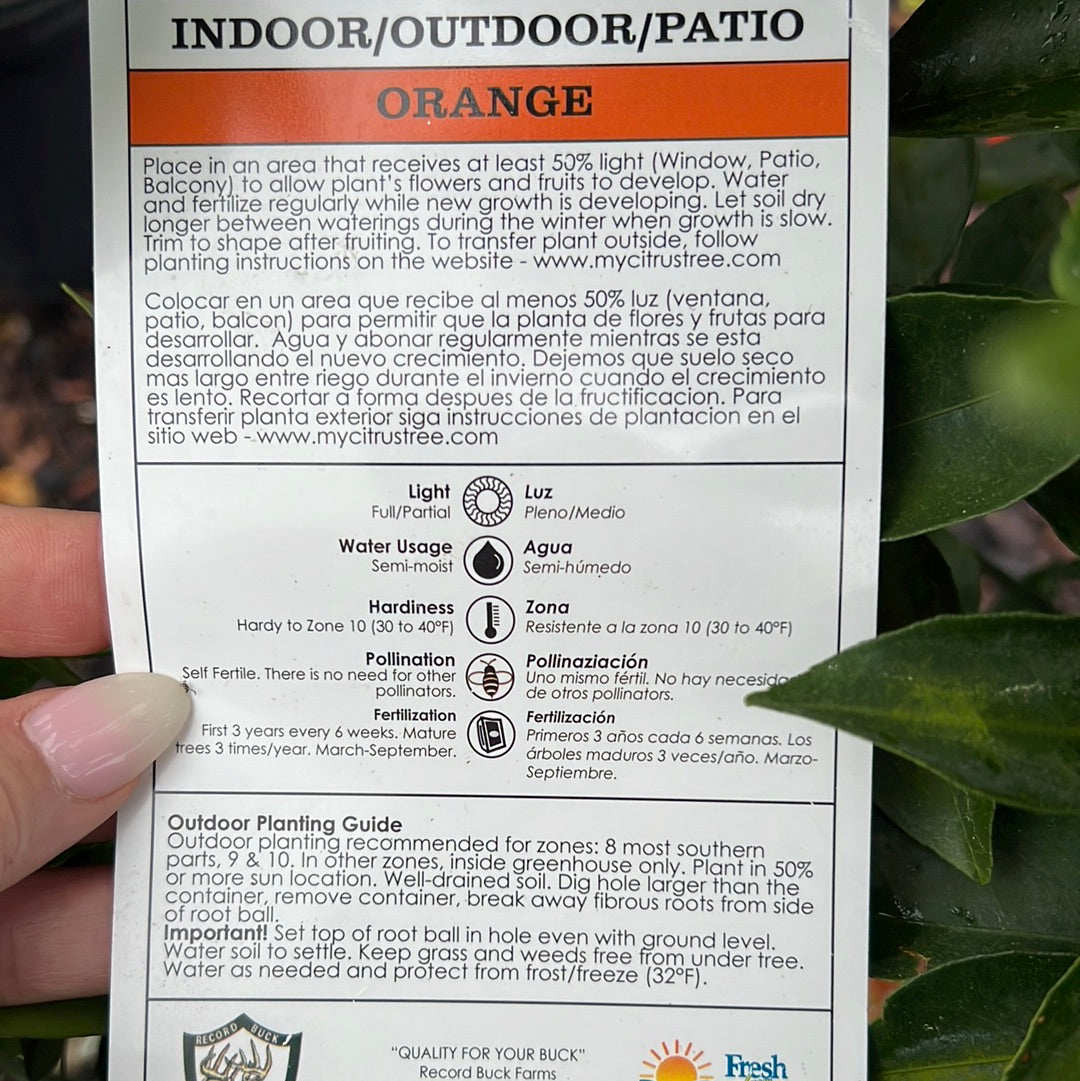 INDOOR/OUTDOOR/PATIO
ORANGE
Place in an area that receives at least 50% light (Window, Patio,
Balcony) to allow plant's flowers and fruits to develop. Water
and fertilize regularly while new growth is developing. Let soil dry
longer between waterings during the winter when growth is slow.
Trim to shape after fruiting. To transfer plant outside, follow
planting instructions on the website - www.mycitrustree.com
Colocar en un area que recibe al menos 50% luz (ventana,
patio, balcon) para permitir que la planta de flores y frutas para
desarrollar. Agua y abonar regularmente mientras se esta
desarrollando el nuevo crecimiento. Dejemos que suelo seco
mas largo entre riego durante el invierno cuando el crecimiento
es lento. Recortar a forma despues de la fructificacion. Para
transferir planta exterior siga instrucciones de plantacion en el
sitio web - www.mycitrustree.com
Light
Full/Partial
Luz
Pleno/Medio
Water Usage
Semi-moist
Agua
Semi-húmedo
Hardiness
Hardy to Zone 10 (30 to 40ºF)
Zona
Resistente a la zona 10 (30 to 40ºF)
Pollination
Self Fertile. There is no need for other
pollinators.
Pollinaziación
Uno mismo fértil. No hay necesida
de otros pollinators.
Fertilization
First 3 years every 6 weeks. Mature
trees 3 times/year. March-September.
Fertilización
Primeros 3 años cada 6 semanas. Los
árboles maduros 3 veces/año. Marzo-
Septiembre.
Outdoor Planting Guide
Outdoor planting recommended for zones: 8 most southern
parts, 9 & 10. In other zones, inside greenhouse only. Plant in 50%
or more sun location. Well-drained soil. Dig hole larger than the
container, remove container, break away fibrous roots from side
of root ball.
Important! Set top of root ball in hole even with ground level.
Water soil to settle. Keep grass and weeds free from under tree.
Water as needed and protect from frost/freeze (32ºF).
RECORD BUCK
"QUALITY FOR YOUR BUCK"
Record Buck Farms
Fresh